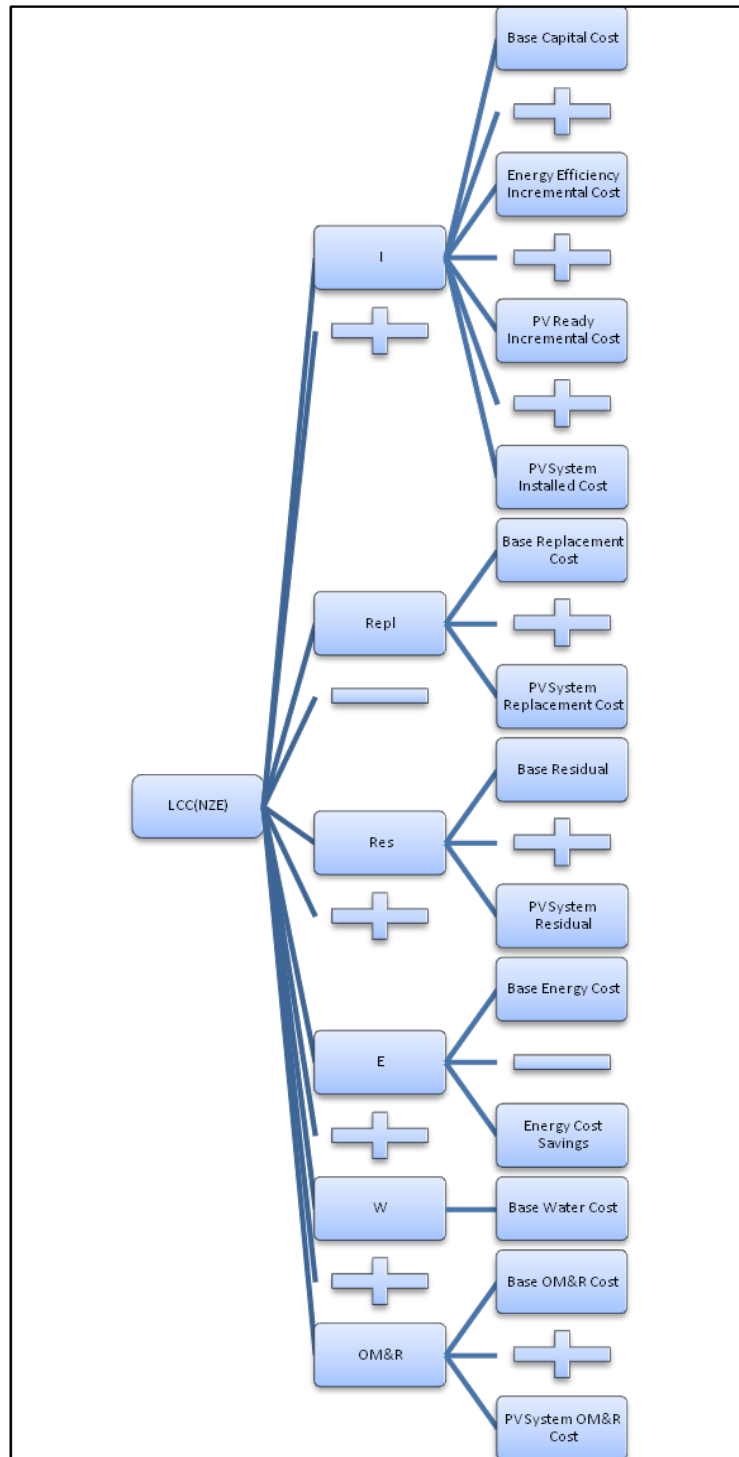 Base Capital Cost
Energy Efficiency
Incremental Cost
I
PV Ready
Incremental Cost
PV System
Installed Cost
Base Replacement
Cost
Repl
PV System
Replacement Cost
Base Residual
LCC(NZE)
Res
PV System
Residual
Base Energy Cost
E
Energy Cost
Savings
W
Base Water Cost
Base OM&R Cost
OM&R
PV System OM&R
Cost